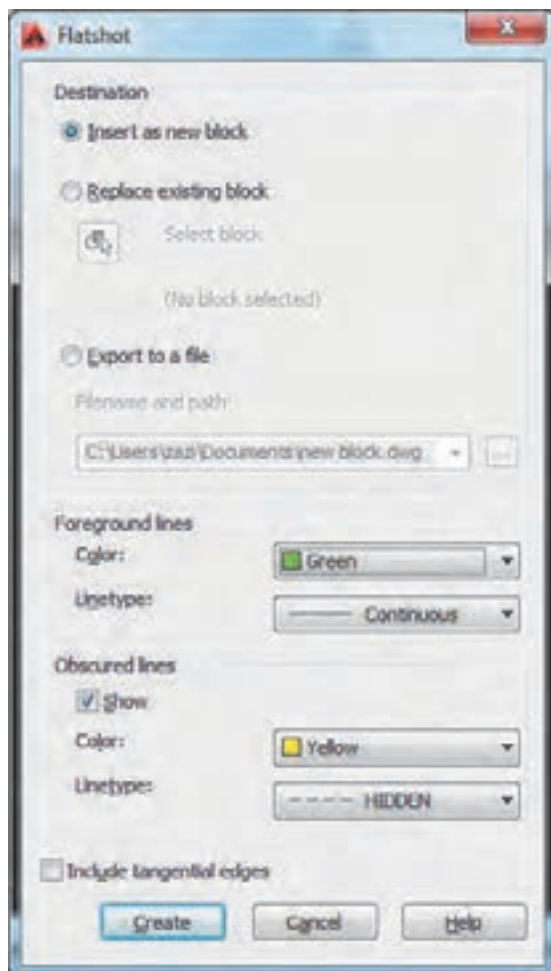 Flatshot
Destination
Insert as new block
Replace existing block
Select block
(No block selected)
Export to a file
Filename and path:
C:\Users\zazi\Documents\new block.dwg
...
Foreground lines
Color:
Green
Linetype:
Continuous
Obscured lines
Show
Color:
Yellow
Linetype:
HIDDEN
Include tangential edges
Create
Cancel
Help